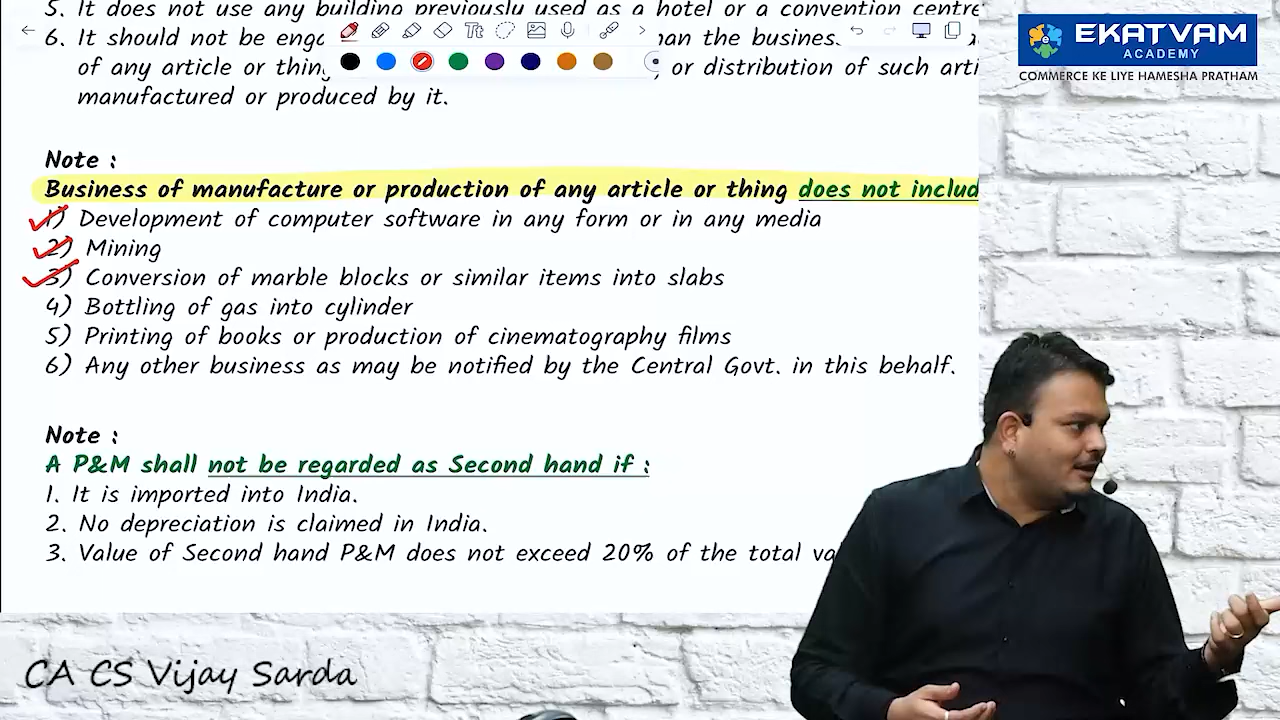 5. It does not use any building previously used as a hotel or a convention centre
6. It should not be
of any article or thing or distribution of such
manufactured or produced by it.
Note :
Business of manufacture or production of any article or thing does not
1) Development of computer software in any form or in any media
2) Mining
3) Conversion of marble blocks or similar items into slabs
4) Bottling of gas into cylinder
5) Printing of books or production of cinematography films
6) Any other business as may be notified by the Central Govt. in this behalf.
Note :
A P&M shall not be regarded as Second hand if :
1. It is imported into India.
2. No depreciation is claimed in India.
3. Value of Second hand P&M does not exceed 20% of the total
EKATVAM
ACADEMY
COMMERCE KE LIYE HAMESHA PRATHAM
Tt
CA CS Vijay Sarda